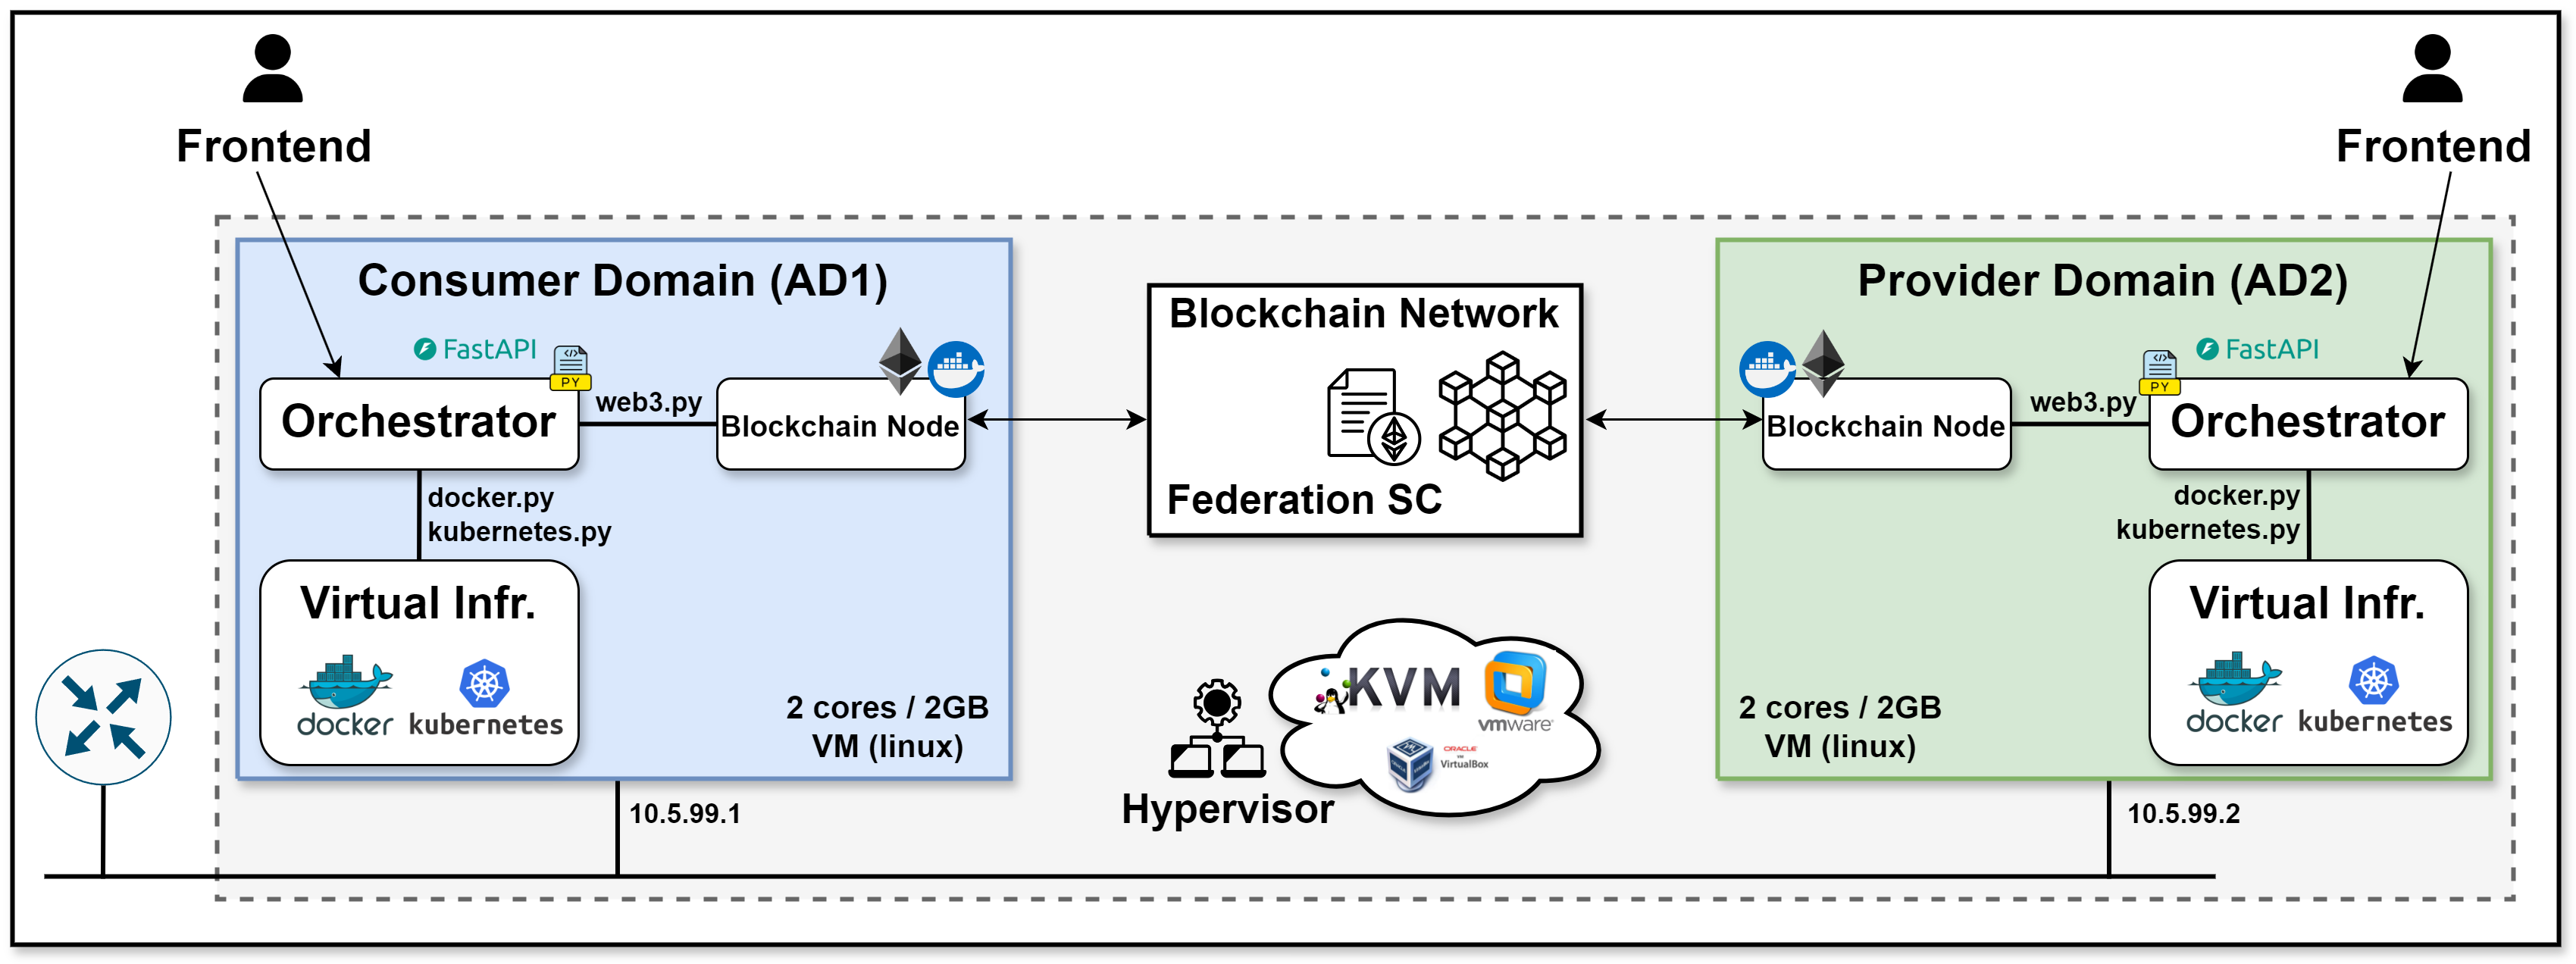 Frontend
Frontend
Consumer Domain (AD1)
FastAPI
PY
Orchestrator
web3.py
Blockchain Node
docker.py
kubernetes.py
Virtual Infr.
docker
kubernetes
2 cores / 2GB
VM (linux)
10.5.99.1
Blockchain Network
Federation SC
Hypervisor
KVM
vmware
ORACLE
VirtualBox
Provider Domain (AD2)
FastAPI
PY
Blockchain Node
web3.py
Orchestrator
docker.py
kubernetes.py
Virtual Infr.
docker
kubernetes
2 cores / 2GB
VM (linux)
10.5.99.2